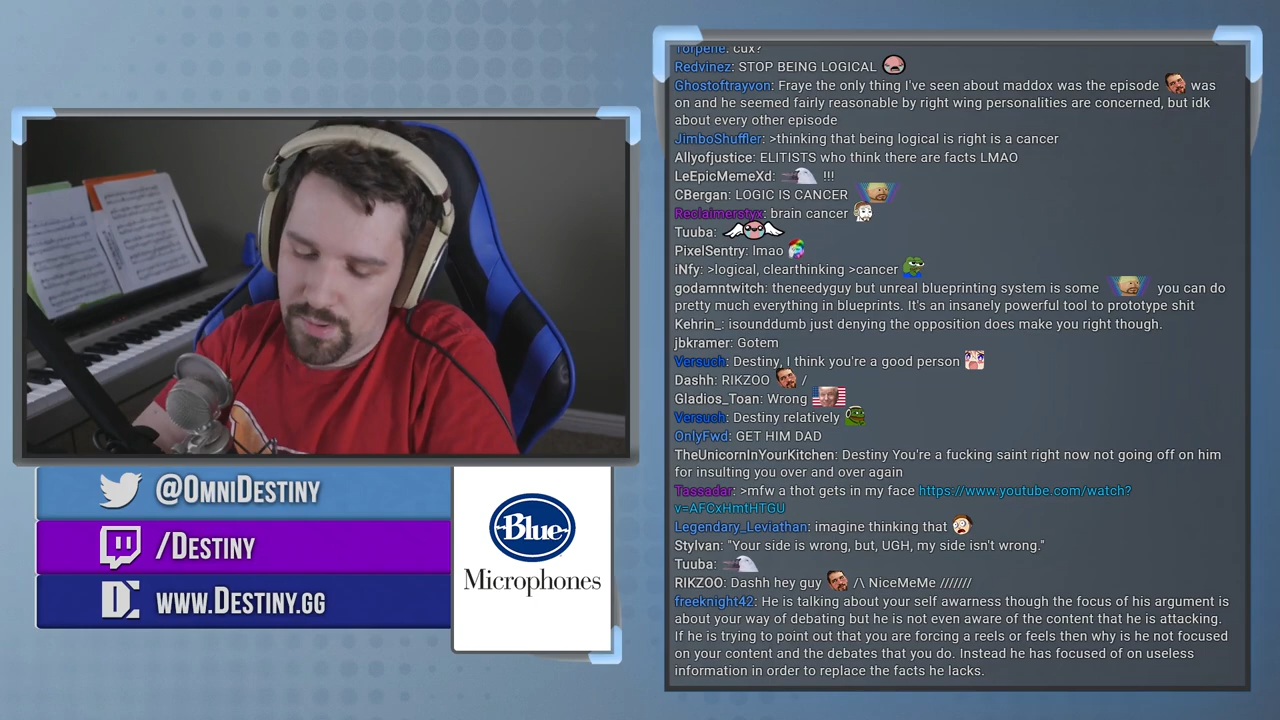 Torpene: cux?
Redvinez: STOP BEING LOGICAL
Ghostoftrayvon: Fraye the only thing I've seen about maddox was the episode was
on and he seemed fairly reasonable by right wing personalities are concerned, but idk
about every other episode
JimboShuffler: >thinking that being logical is right is a cancer
Allyofjustice: ELITISTS who think there are facts LMAO
LeEpicMemeXd: !!!
CBergan: LOGIC IS CANCER
Reclaimerstyx: brain cancer
Tuuba:
PixelSentry: lmao
iNfy: >logical, clearthinking >cancer
godamntwitch: theneedyguy but unreal blueprinting system is some you can do
pretty much everything in blueprints. It's an insanely powerful tool to prototype shit
Kehrin_: isounddumb just denying the opposition does make you right though.
jbkramer: Gotem
Versuch: Destiny, I think you're a good person
Dashh: RIKZOO /
Gladios_Toan: Wrong
Versuch: Destiny relatively
OnlyFwd: GET HIM DAD
TheUnicornInYourKitchen: Destiny You're a fucking saint right now not going off on him
for insulting you over and over again
Tassadar: >mfw a thot gets in my face https://www.youtube.com/watch?
v=AFCxHmtHTGU
Legendary_Leviathan: imagine thinking that
Stylvan: "Your side is wrong, but, UGH, my side isn't wrong."
Tuuba:
RIKZOO: Dashh hey guy /\ NiceMeMe ///////
freeknight42: He is talking about your self awarness though the focus of his argument is
about your way of debating but he is not even aware of the content that he is attacking.
If he is trying to point out that you are forcing a reels or feels then why is he not focused
on your content and the debates that you do. Instead he has focused of on useless
information in order to replace the facts he lacks.
@OmniDestiny
/Destiny
www.Destiny.gg
Blue
Microphones